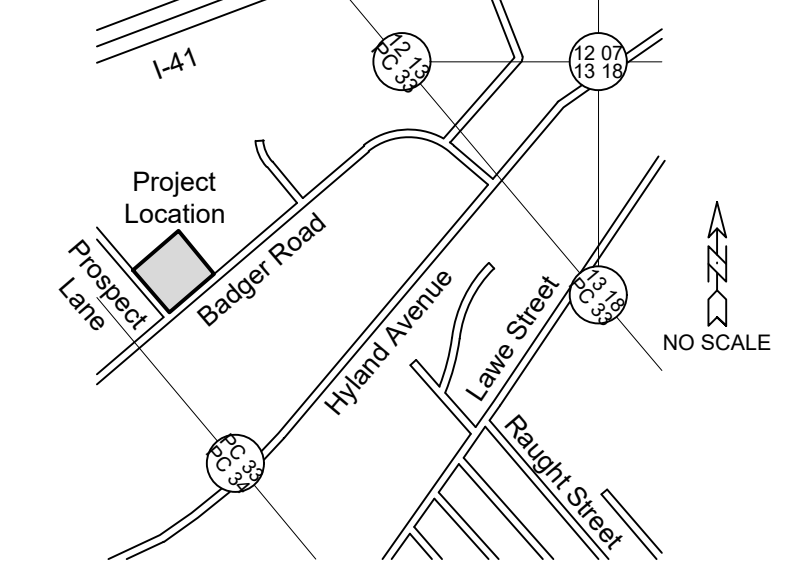 I-41
12 13
PC 33
12 07
13 18
Project
Location
Prospect
Lane
Badger Road
Hyland Avenue
Lawe Street
13 18
PC 33
N
NO SCALE
PC 33
PC 34
Raught Street